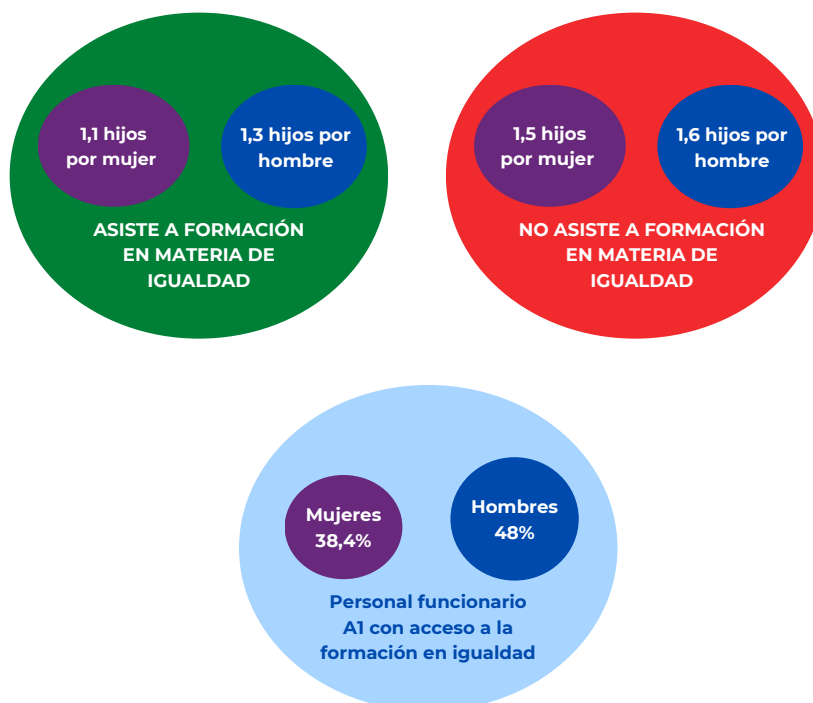 1,1 hijos
por mujer
1,3 hijos por
hombre
ASISTE A FORMACIÓN
EN MATERIA DE
IGUALDAD
1,5 hijos
por mujer
1,6 hijos por
hombre
NO ASISTE A FORMACIÓN
EN MATERIA DE
IGUALDAD
Mujeres
38,4%
Hombres
48%
Personal funcionario
A1 con acceso a la
formación en igualdad